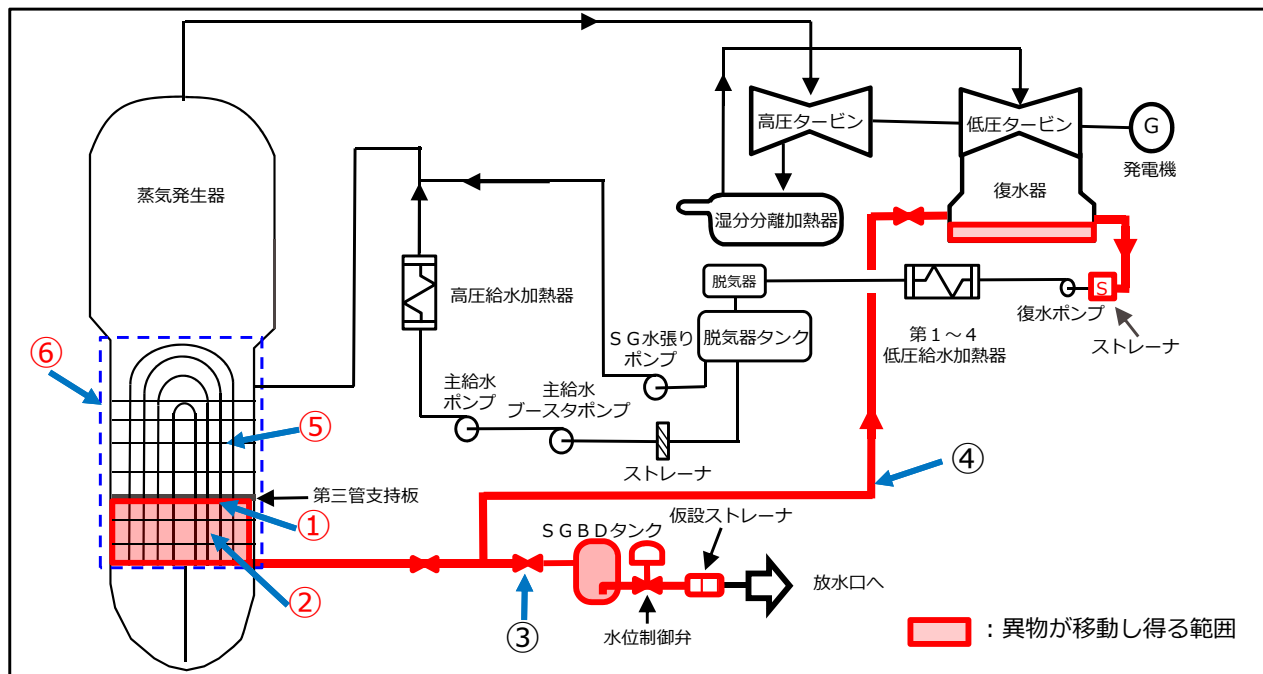 高圧タービン
低圧タービン
G
発電機
蒸気発生器
復水器
湿分分離加熱器
脱気器
高圧給水加熱器
S
復水ポンプ
ストレーナ
第1~4
低圧給水加熱器
SG水張り
ポンプ
脱気器タンク
⑥
主給水
ポンプ
主給水
ブースタポンプ
⑤
ストレーナ
④
第三管支持板
①
SGBDタンク
仮設ストレーナ
②
③
水位制御弁
放水口へ
:異物が移動し得る範囲